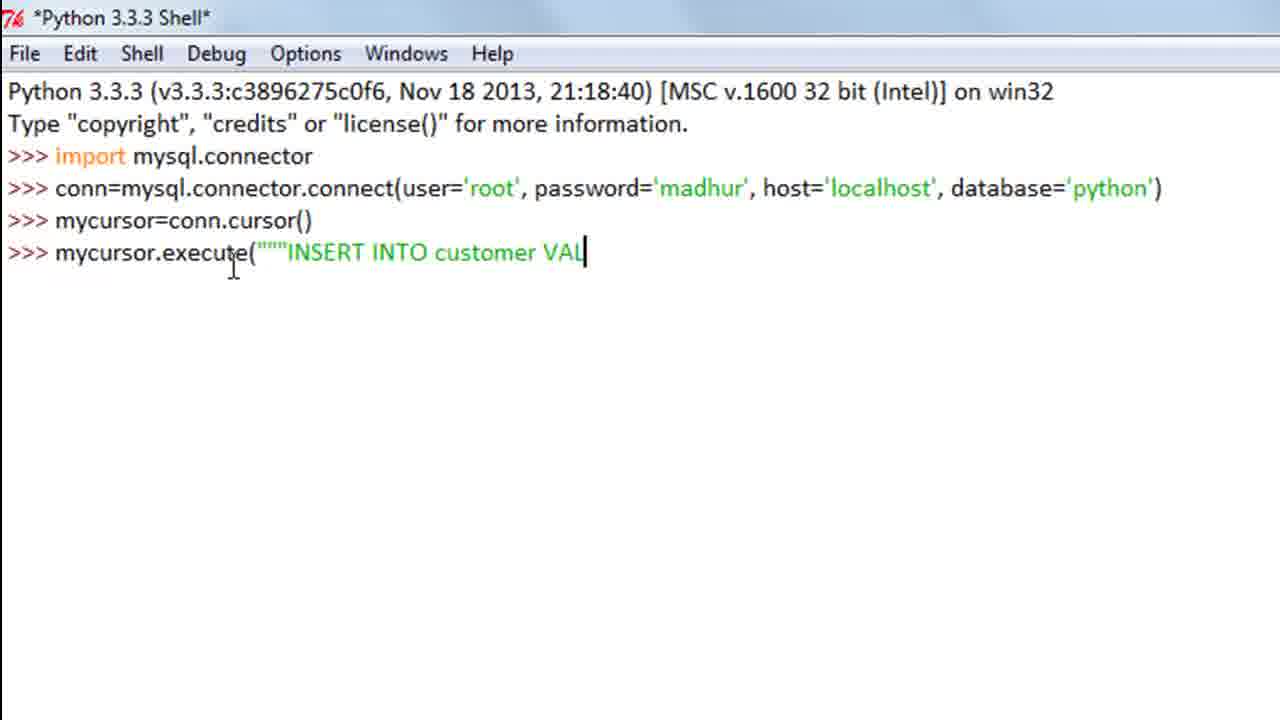 *Python 3.3.3 Shell*
File Edit Shell Debug Options Windows Help
Python 3.3.3 (v3.3.3:c3896275c0f6, Nov 18 2013, 21:18:40) [MSC v.1600 32 bit (Intel)] on win32
Type "copyright", "credits" or "license()" for more information.
>>> import mysql.connector
>>> conn=mysql.connector.connect(user='root', password='madhur', host='localhost', database='python')
>>> mycursor=conn.cursor()
>>> mycursor.execute("""INSERT INTO customer VAL